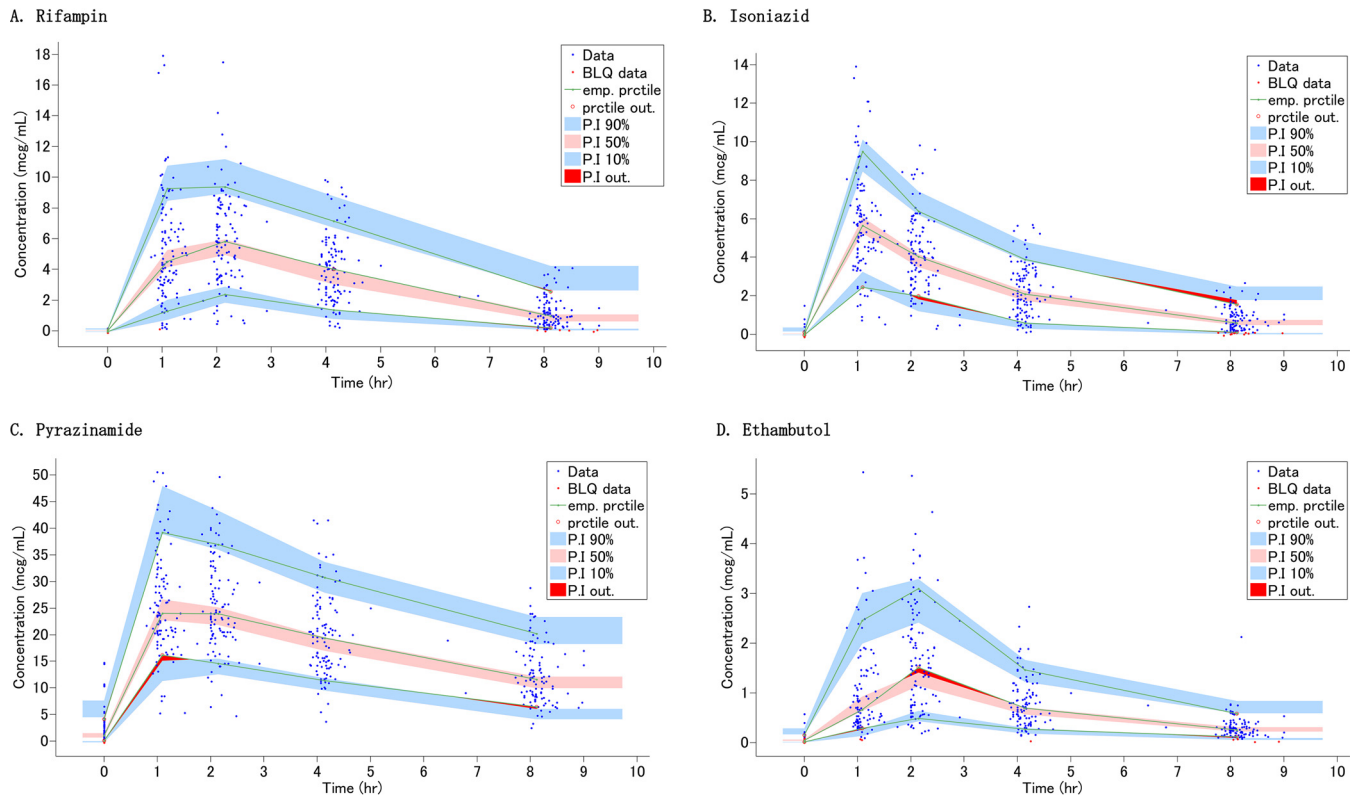 A. Rifampin
B. Isoniazid
18
16
14
12
10
8
6
4
2
0
Concentration (mcg/mL)
0 1 2 3 4 5 6 7 8 9 10
Time (hr)
Data
BLQ data
emp. prctile
prctile out.
P.I 90%
P.I 50%
P.I 10%
P.I out.
14
12
10
8
6
4
2
0
Concentration (mcg/mL)
0 1 2 3 4 5 6 7 8 9 10
Time (hr)
Data
BLQ data
emp. prctile
prctile out.
P.I 90%
P.I 50%
P.I 10%
P.I out.
C. Pyrazinamide
D. Ethambutol
50
45
40
35
30
25
20
15
10
5
0
Concentration (mcg/mL)
0 1 2 3 4 5 6 7 8 9 10
Time (hr)
Data
BLQ data
emp. prctile
prctile out.
P.I 90%
P.I 50%
P.I 10%
P.I out.
5
4
3
2
1
0
Concentration (mcg/mL)
0 1 2 3 4 5 6 7 8 9 10
Time (hr)
Data
BLQ data
emp. prctile
prctile out.
P.I 90%
P.I 50%
P.I 10%
P.I out.